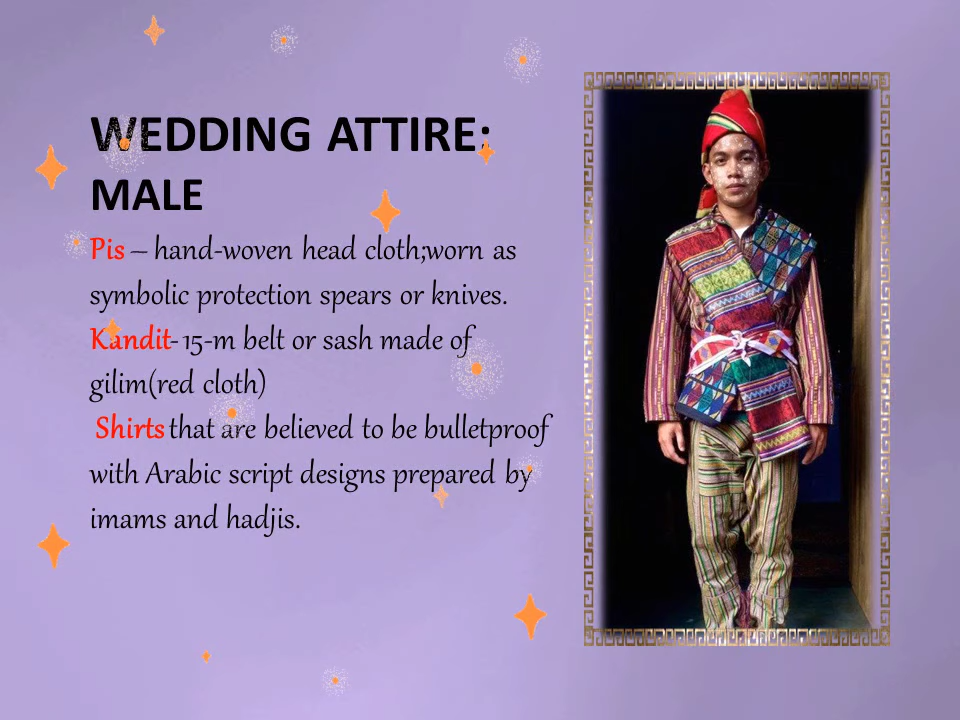 WEDDING ATTIRE:
MALE
Pis – hand-woven head cloth;worn as
symbolic protection spears or knives.
Kandit- 15-m belt or sash made of
gilim(red cloth)
Shirts that are believed to be bulletproof
with Arabic script designs prepared by
imams and hadjis.